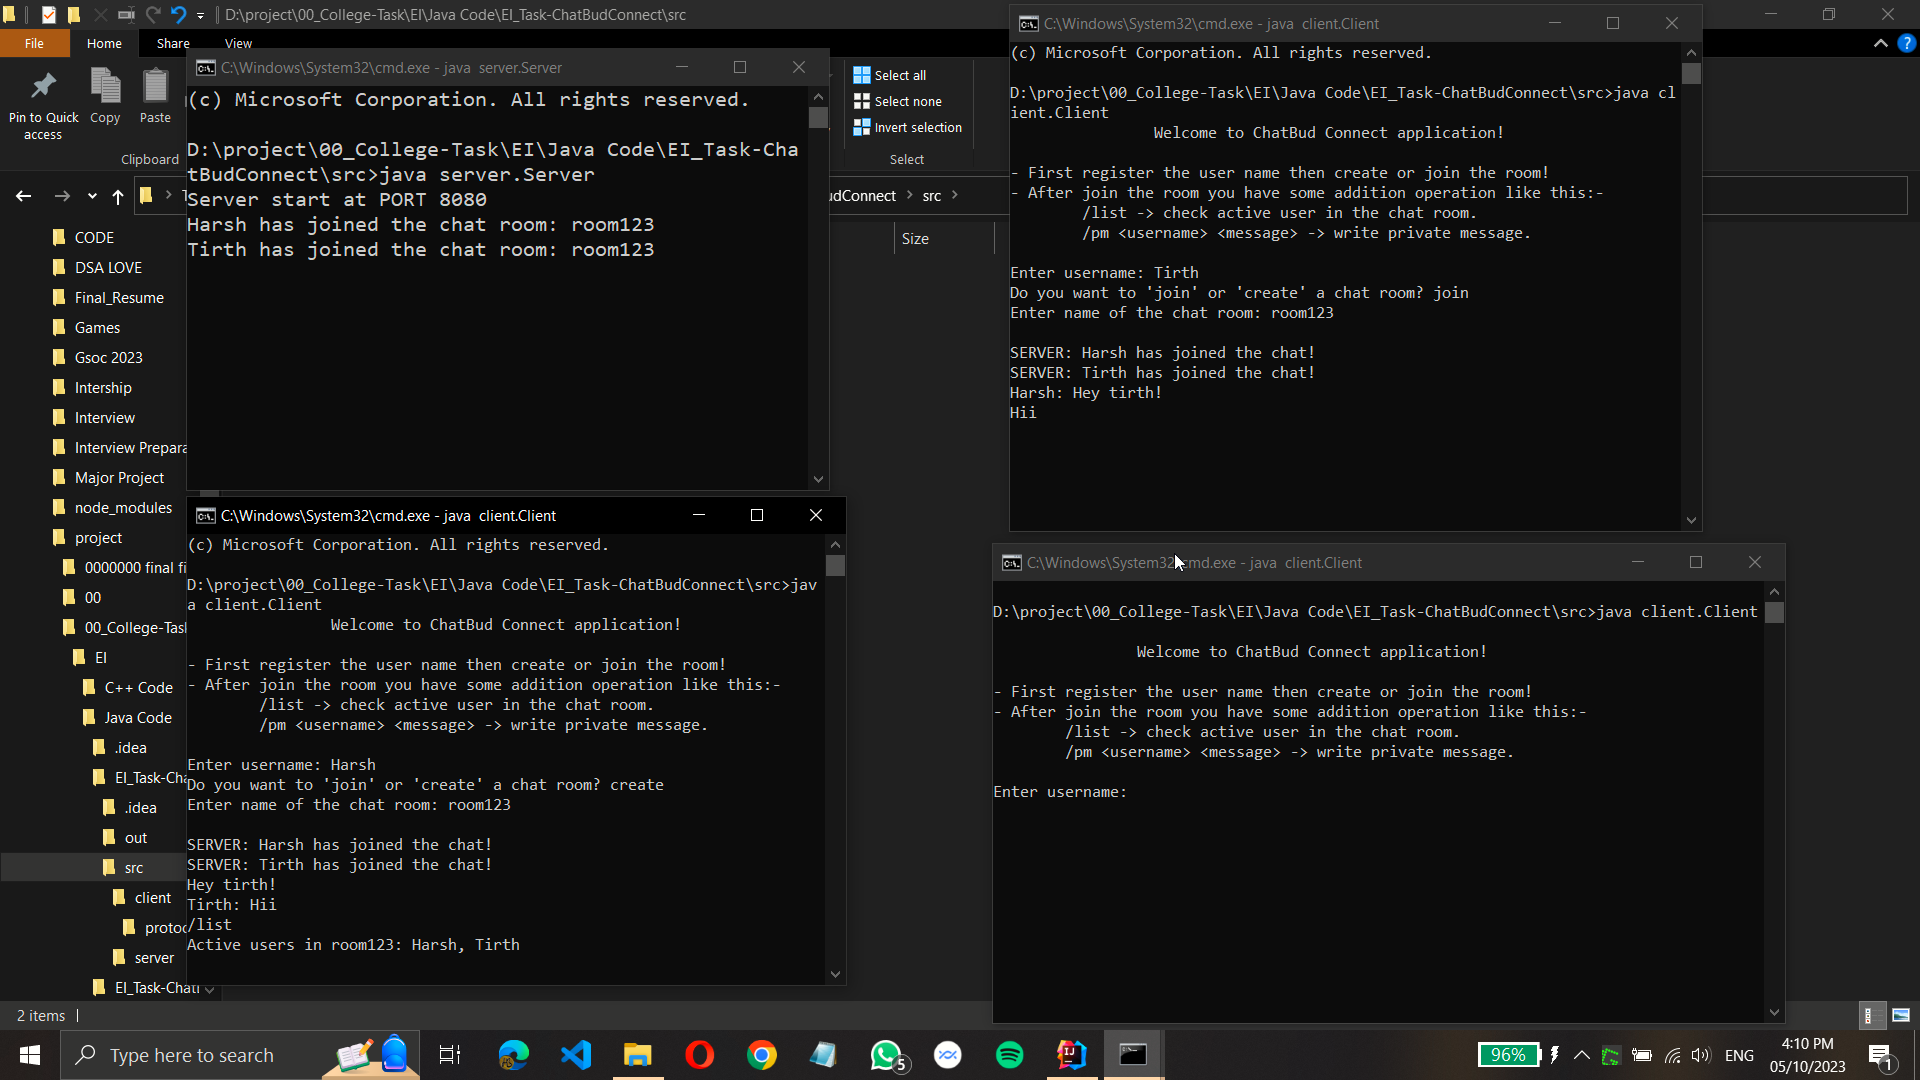 D:\project\00_College-Task\EI\Java Code\EI_Task-ChatBudConnect\src
File
Home
Share
View
Pin to Quick
access
Copy
Paste
Clipboard
Select all
Select none
Invert selection
Select
udConnect
src
Size
CODE
DSA LOVE
Final_Resume
Games
Gsoc 2023
Intership
Interview
Interview Prepara
Major Project
node_modules
project
0000000 final fi
00
00_College-Tas
EI
C++ Code
Java Code
.idea
EI_Task-Cha
.idea
out
src
client
protoc
server
EI_Task-Chatl
2 items
C:\Windows\System32\cmd.exe - java  server.Server
(c) Microsoft Corporation. All rights reserved.
D:\project\00_College-Task\EI\Java Code\EI_Task-Cha
tBudConnect\src>java server.Server
Server start at PORT 8080
Harsh has joined the chat room: room123
Tirth has joined the chat room: room123
C:\Windows\System32\cmd.exe - java  client.Client
(c) Microsoft Corporation. All rights reserved.
D:\project\00_College-Task\EI\Java Code\EI_Task-ChatBudConnect\src>java cl
ient.Client
Welcome to ChatBud Connect application!
- First register the user name then create or join the room!
- After join the room you have some addition operation like this:-
/list -> check active user in the chat room.
/pm <username> <message> -> write private message.
Enter username: Tirth
Do you want to 'join' or 'create' a chat room? join
Enter name of the chat room: room123
SERVER: Harsh has joined the chat!
SERVER: Tirth has joined the chat!
Harsh: Hey tirth!
Hii
C:\Windows\System32\cmd.exe - java  client.Client
(c) Microsoft Corporation. All rights reserved.
D:\project\00_College-Task\EI\Java Code\EI_Task-ChatBudConnect\src>jav
a client.Client
Welcome to ChatBud Connect application!
- First register the user name then create or join the room!
- After join the room you have some addition operation like this:-
/list -> check active user in the chat room.
/pm <username> <message> -> write private message.
Enter username: Harsh
Do you want to 'join' or 'create' a chat room? create
Enter name of the chat room: room123
SERVER: Harsh has joined the chat!
SERVER: Tirth has joined the chat!
Hey tirth!
Tirth: Hii
/list
Active users in room123: Harsh, Tirth
C:\Windows\System32\cmd.exe - java  client.Client
D:\project\00_College-Task\EI\Java Code\EI_Task-ChatBudConnect\src>java client.Client
Welcome to ChatBud Connect application!
- First register the user name then create or join the room!
- After join the room you have some addition operation like this:-
/list -> check active user in the chat room.
/pm <username> <message> -> write private message.
Enter username:
Type here to search
5
96%
ENG
4:10 PM
05/10/2023
1